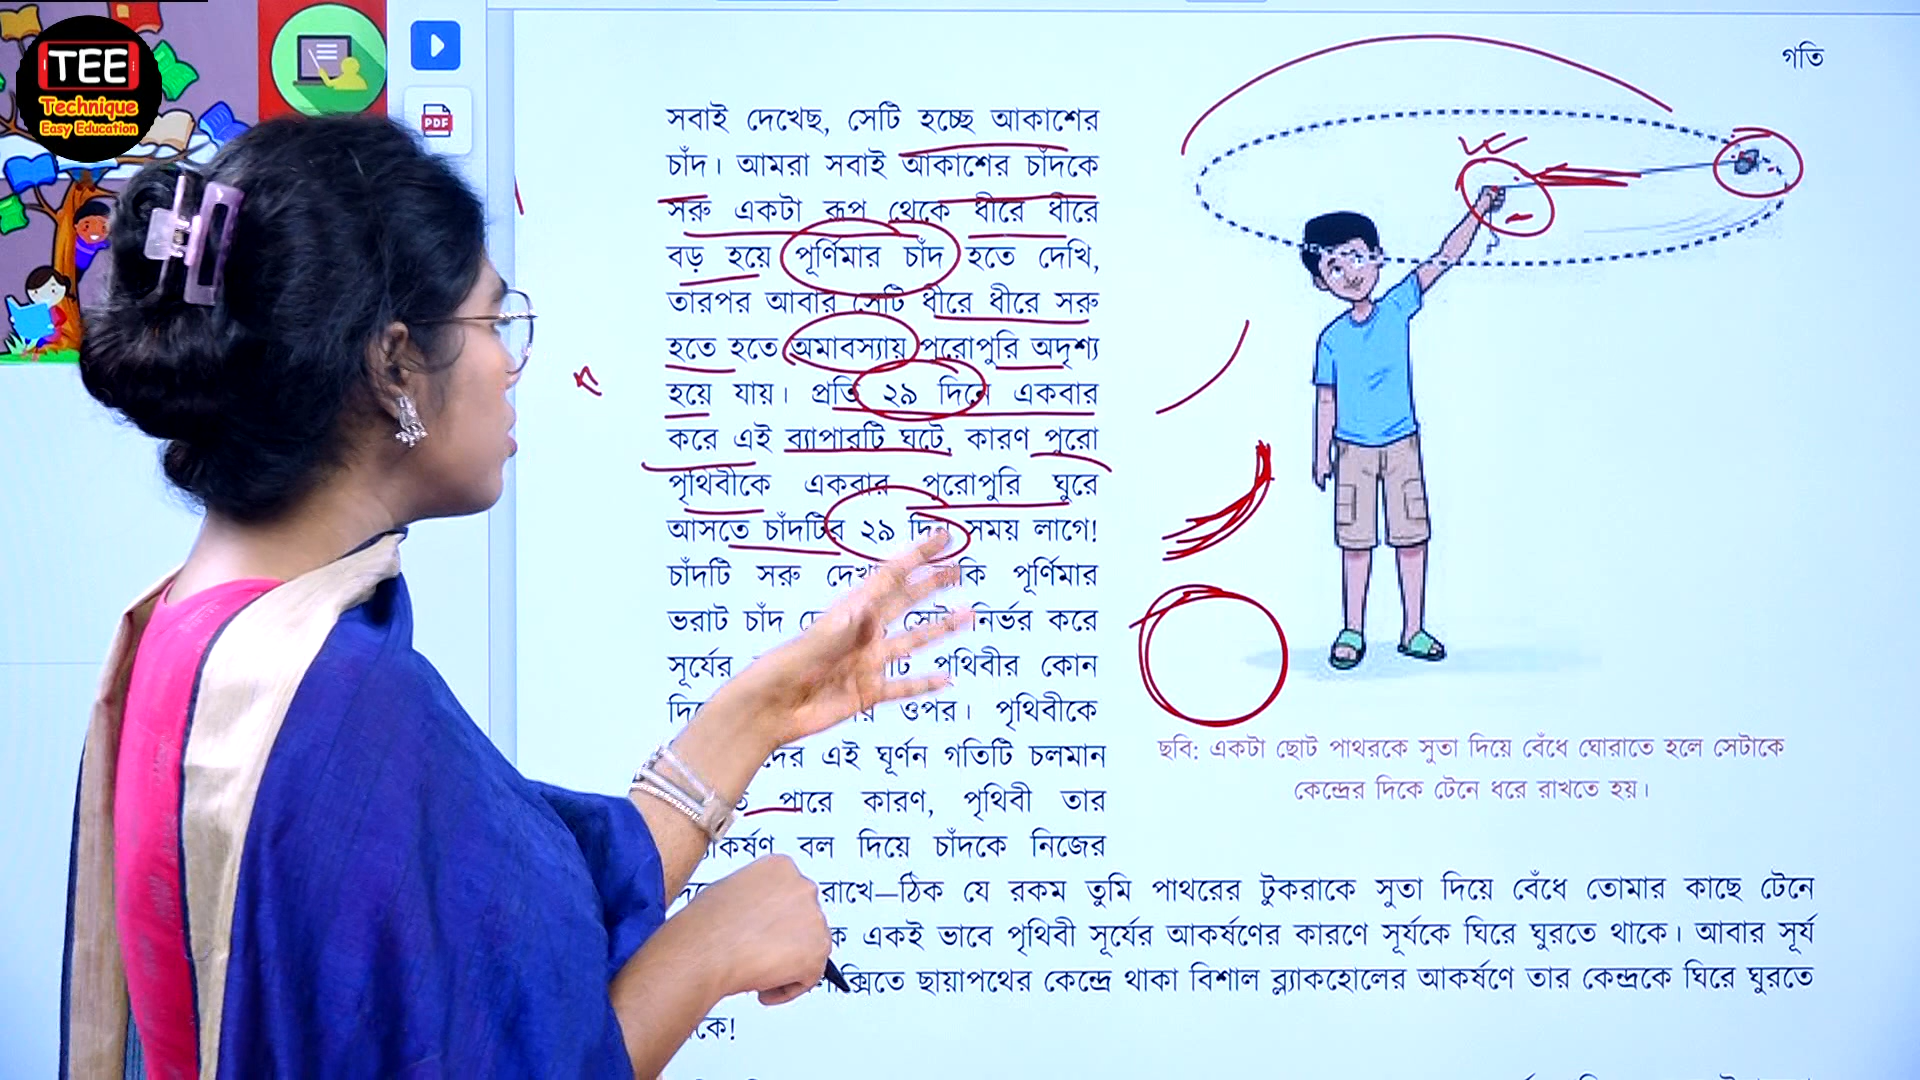 TEE
Technique
Easy Education
PDF
গতি
সবাই দেখেছ, সেটি হচ্ছে আকাশের
চাঁদ। আমরা সবাই আকাশের চাঁদকে
সরু একটা রূপ থেকে ধীরে ধীরে
বড় হয়ে পূর্ণিমার চাঁদ হতে দেখি,
তারপর আবার সেটি ধীরে ধীরে সরু
হতে হতে অমাবস্যায় পুরোপুরি অদৃশ্য
হয়ে যায়। প্রতি ২৯ দিনে একবার
করে এই ব্যাপারটি ঘটে, কারণ পুরো
পৃথিবীকে একবার পুরোপুরি ঘুরে
আসতে চাঁদটির ২৯ দিন সময় লাগে!
চাঁদটি সরু পূর্ণিমার
ভরাট চাঁদ নির্ভর করে
সূর্যের পৃথিবীর কোন
ওপর। পৃথিবীকে
এই ঘূর্ণন গতিটি চলমান
পারে কারণ, পৃথিবী তার
বল দিয়ে চাঁদকে নিজের
রাখে—ঠিক যে রকম তুমি পাথরের টুকরাকে সুতা দিয়ে বেঁধে তোমার কাছে টেনে
একই ভাবে পৃথিবী সূর্যের আকর্ষণের কারণে সূর্যকে ঘিরে ঘুরতে থাকে। আবার সূর্য
ছায়াপথের কেন্দ্রে থাকা বিশাল ব্ল্যাকহোলের আকর্ষণে তার কেন্দ্রকে ঘিরে ঘুরতে
ছবি: একটা ছোট পাথরকে সুতা দিয়ে বেঁধে ঘোরাতে হলে সেটাকে
কেন্দ্রের দিকে টেনে ধরে রাখতে হয়।